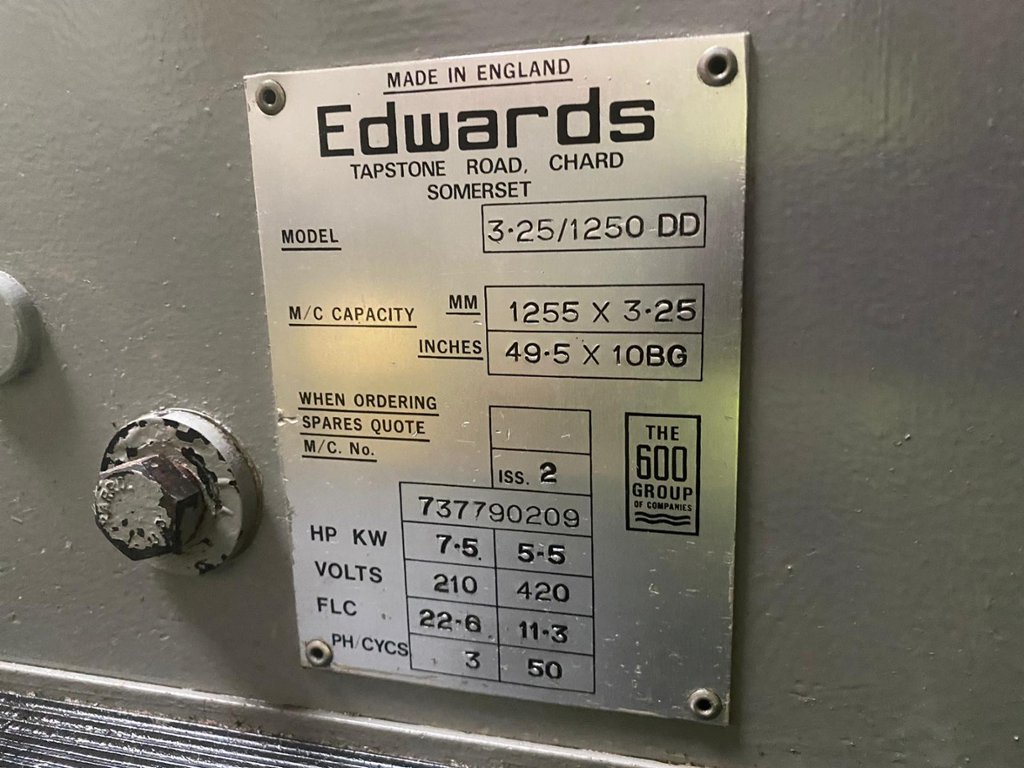 MADE IN ENGLAND
Edwards
TAPSTONE ROAD, CHARD
SOMERSET
MODEL 3·25/1250 DD
M/C CAPACITY MM 1255 X 3·25
INCHES 49·5 X 10BG
WHEN ORDERING
SPARES QUOTE
M/C. No.
ISS. 2
THE
600
GROUP
OF COMPANIES
737790209
HP KW 7·5 5·5
VOLTS 210 420
FLC 22·6 11·3
PH/CYCS 3 50